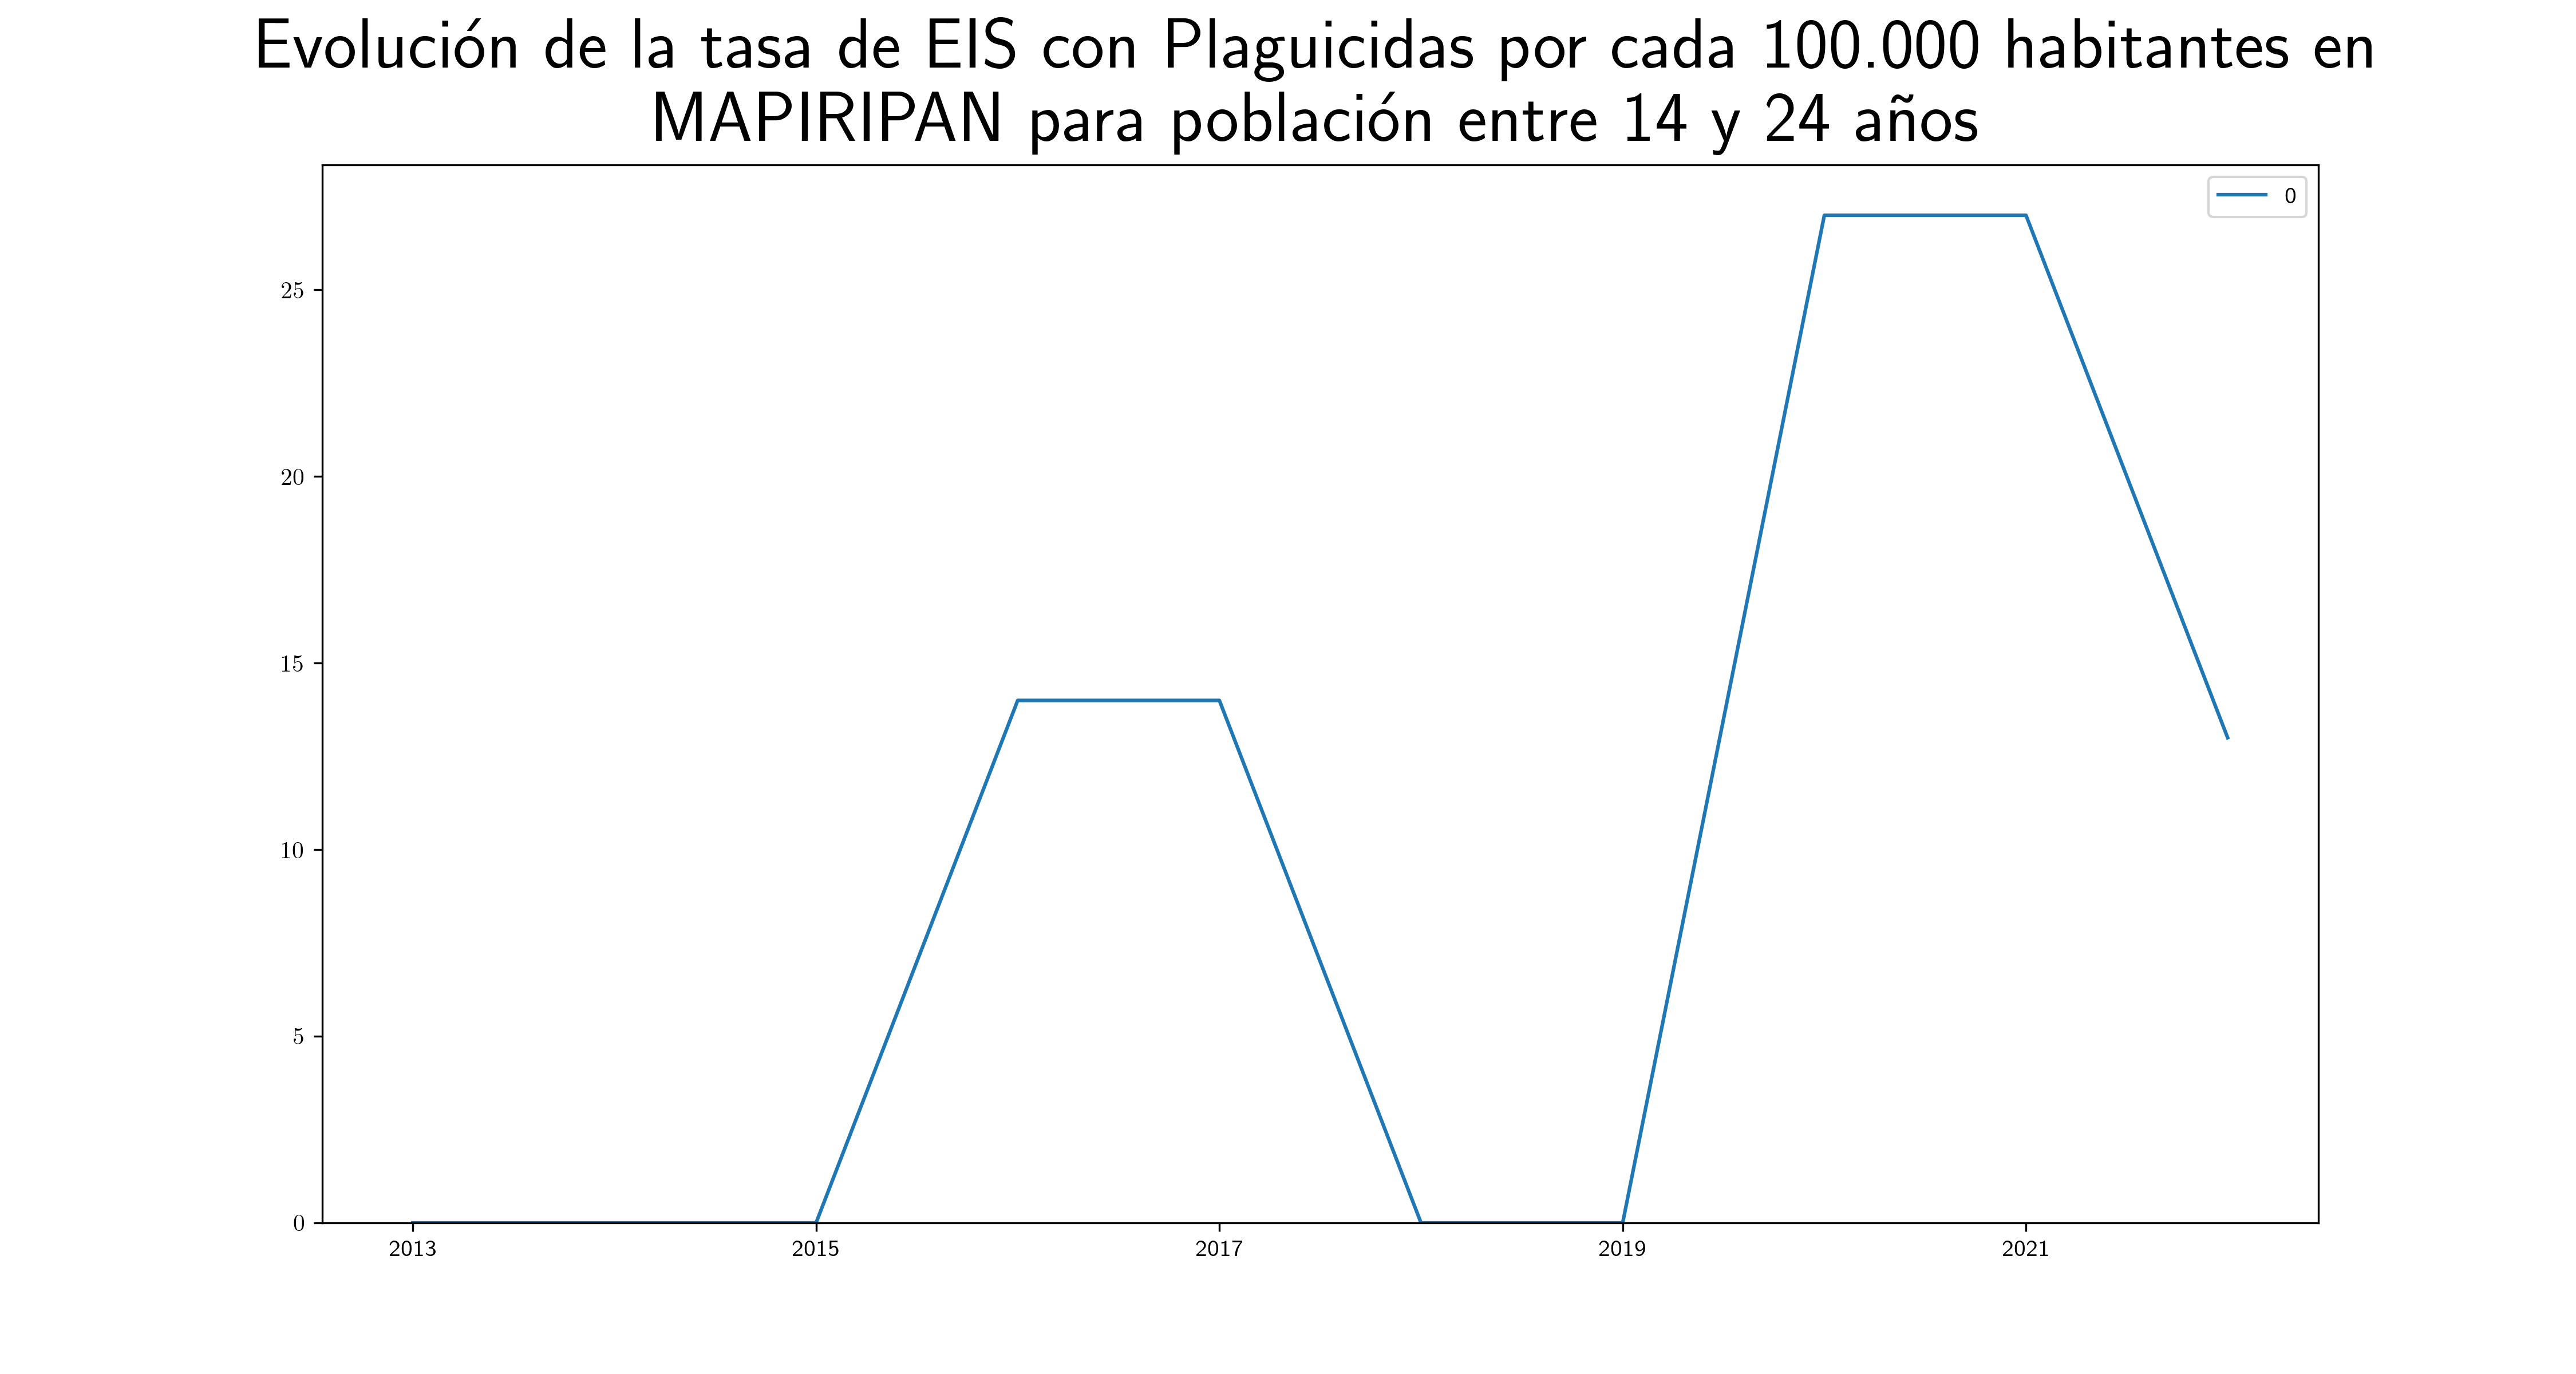 Evolución de la tasa de EIS con Plaguicidas por cada 100.000 habitantes en
MAPIRIPAN para población entre 14 y 24 años
0
25
20
15
10
5
0
2013 2015 2017 2019 2021